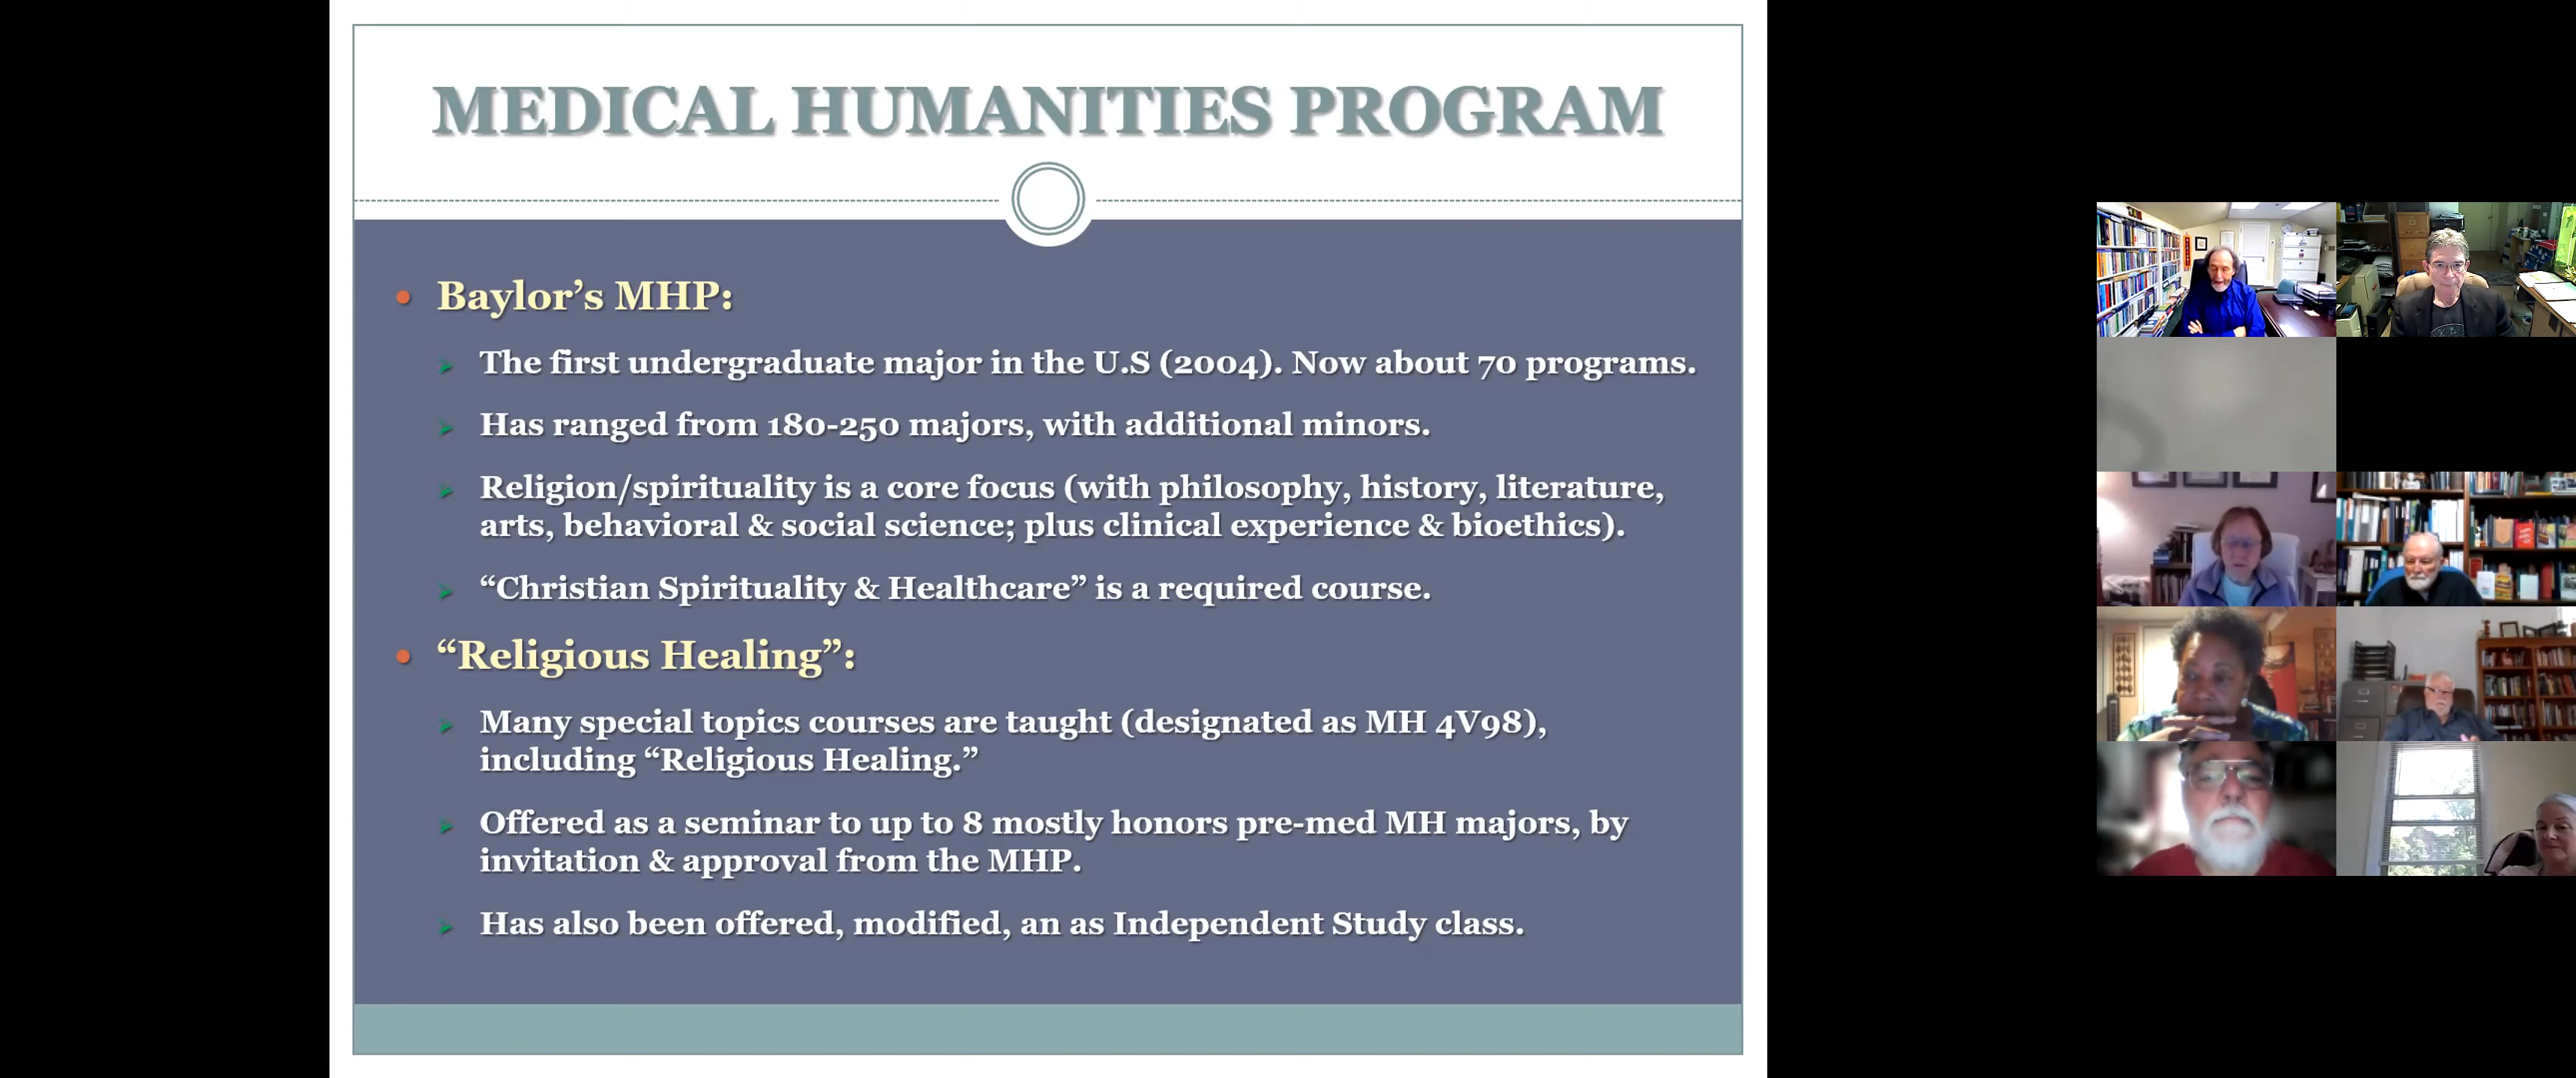 MEDICAL HUMANITIES PROGRAM
• Baylor’s MHP:
➢ The first undergraduate major in the U.S (2004). Now about 70 programs.
➢ Has ranged from 180-250 majors, with additional minors.
➢ Religion/spirituality is a core focus (with philosophy, history, literature,
arts, behavioral & social science; plus clinical experience & bioethics).
➢ “Christian Spirituality & Healthcare” is a required course.
• “Religious Healing”:
➢ Many special topics courses are taught (designated as MH 4V98),
including “Religious Healing.”
➢ Offered as a seminar to up to 8 mostly honors pre-med MH majors, by
invitation & approval from the MHP.
➢ Has also been offered, modified, an as Independent Study class.